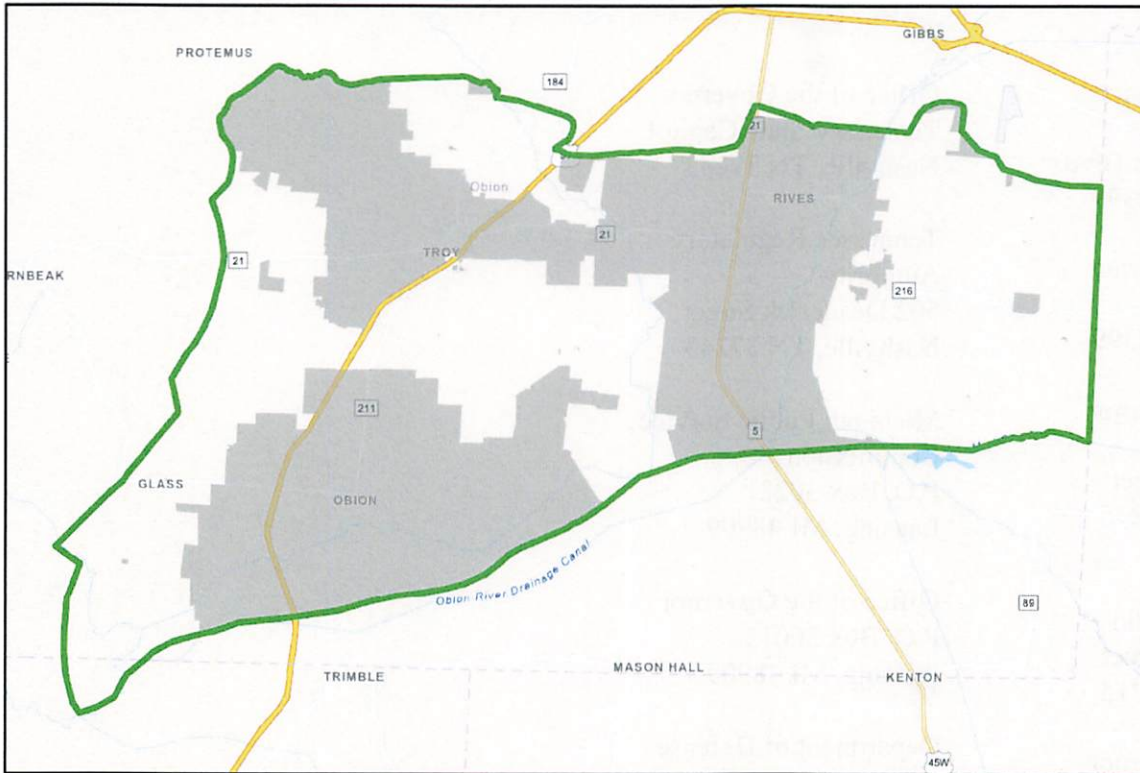 PROTEMUS
GIBBS
184
21
Obion
RIVES
21
TROY
21
RNBEAK
216
211
5
GLASS
OBION
Obion River Drainage Canal
89
TRIMBLE
MASON HALL
KENTON
45W